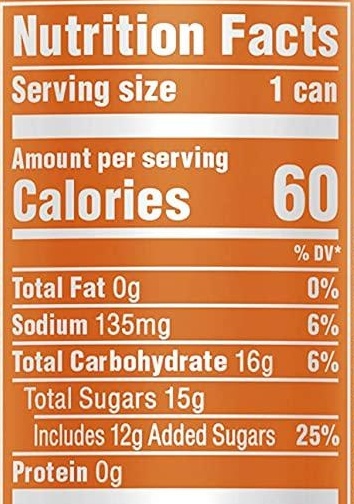 Nutrition Facts
Serving size 1 can
Amount per serving
Calories 60
% DV*
Total Fat 0g 0%
Sodium 135mg 6%
Total Carbohydrate 16g 6%
Total Sugars 15g
Includes 12g Added Sugars 25%
Protein 0g